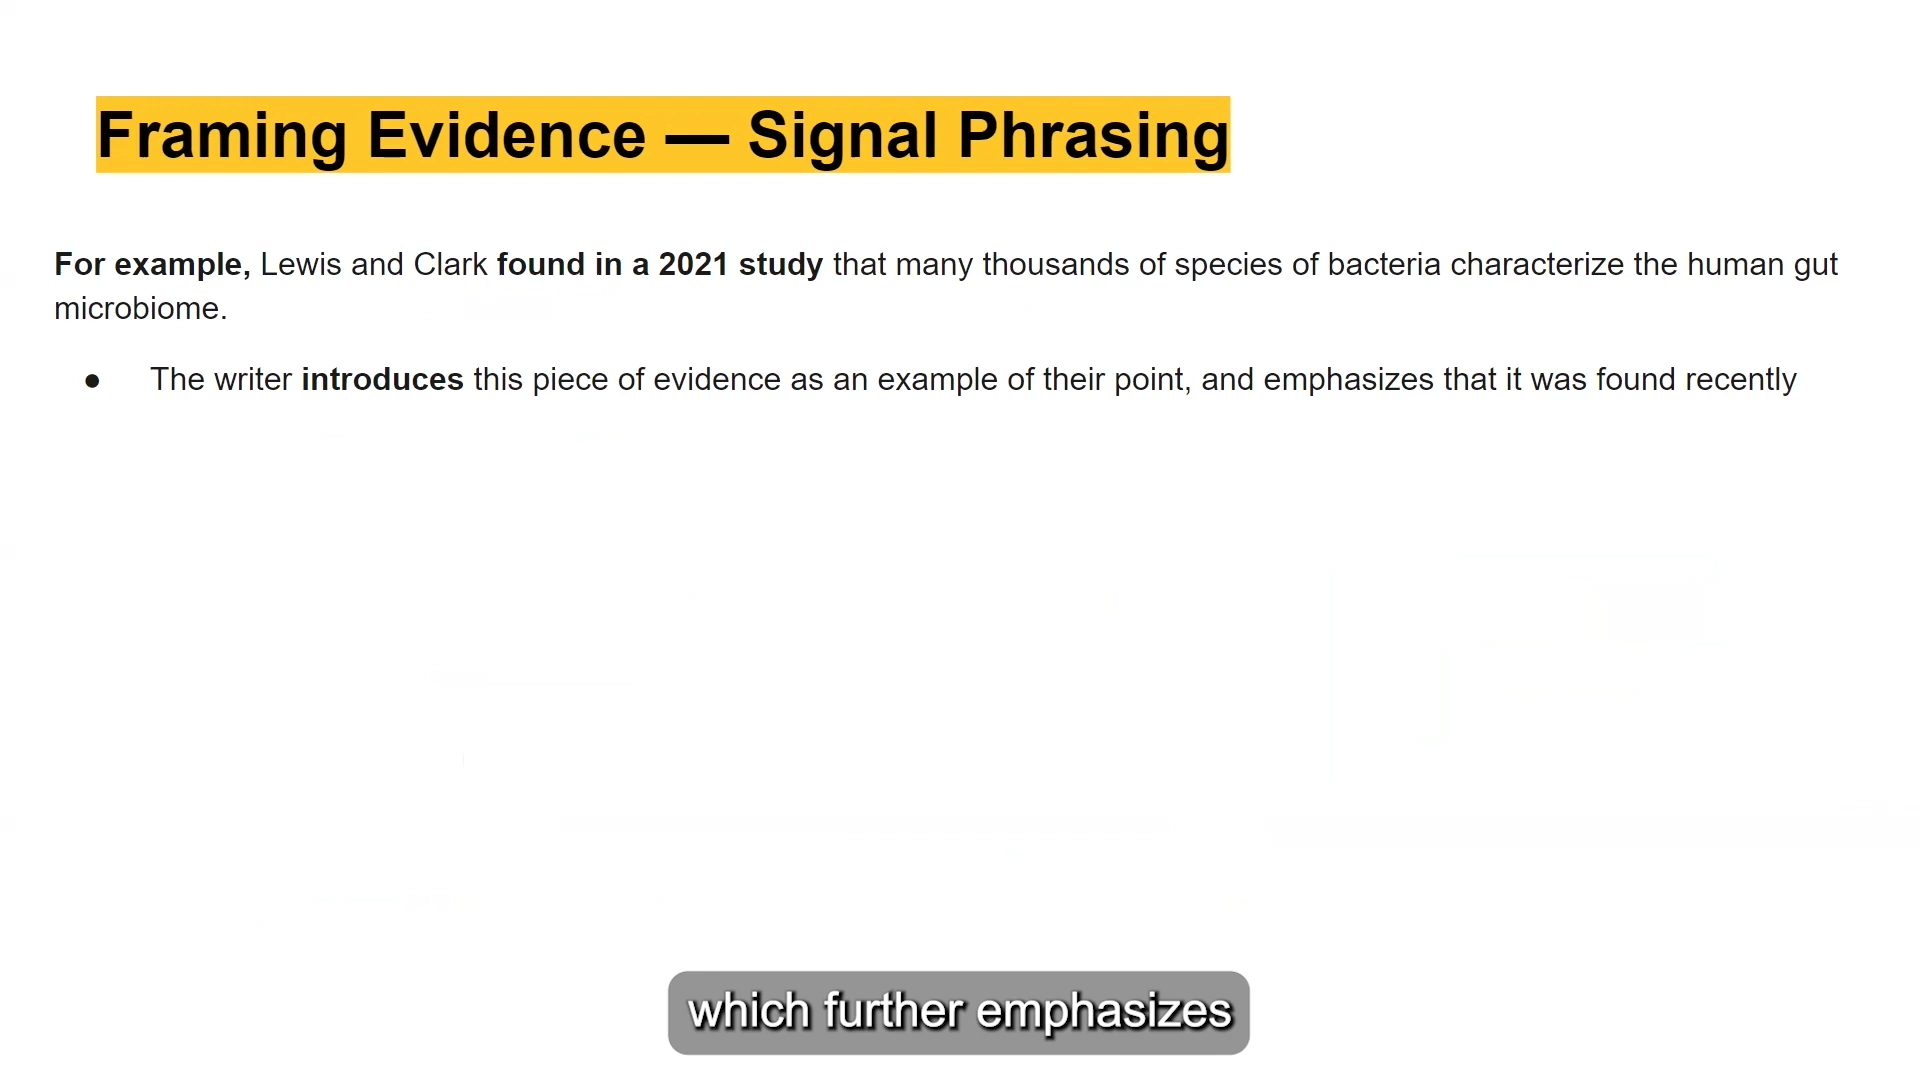 Framing Evidence — Signal Phrasing
For example, Lewis and Clark found in a 2021 study that many thousands of species of bacteria characterize the human gut
microbiome.
● The writer introduces this piece of evidence as an example of their point, and emphasizes that it was found recently
which further emphasizes